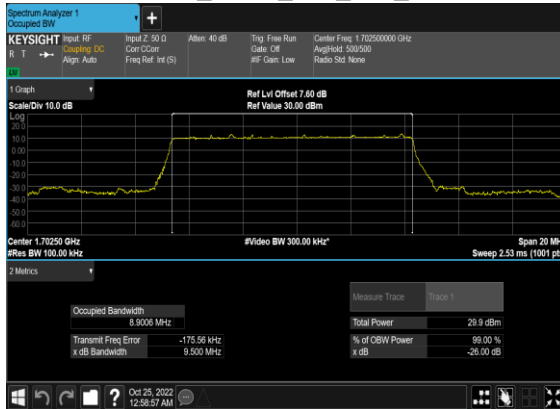 Spectrum Analyzer 1
Occupied BW
+
KEYSIGHT Input: RF Input Z: 50 Ω Atten: 40 dB Trig: Free Run Center Freq: 1.702500000 GHz
R T Coupling: DC Corr CCorr Gate: Off Avg|Hold: 500/500
Align: Auto Freq Ref: Int (S) #IF Gain: Low Radio Std: None
LW
1 Graph
Ref Lvl Offset 7.60 dB
Scale/Div 10.0 dB Ref Value 30.00 dBm
Log
20.0
10.0
0.00
-10.0
-20.0
-30.0
-40.0
-50.0
-60.0
Center 1.70250 GHz #Video BW 300.00 kHz* Span 20 MH
#Res BW 100.00 kHz Sweep 2.53 ms (1001 pt
2 Metrics
Measure Trace Trace 1
Occupied Bandwidth
8.9006 MHz Total Power 29.9 dBm
Transmit Freq Error -175.56 kHz % of OBW Power 99.00 %
x dB Bandwidth 9.500 MHz x dB -26.00 dB
? Oct 25, 2022
12:58:57 AM